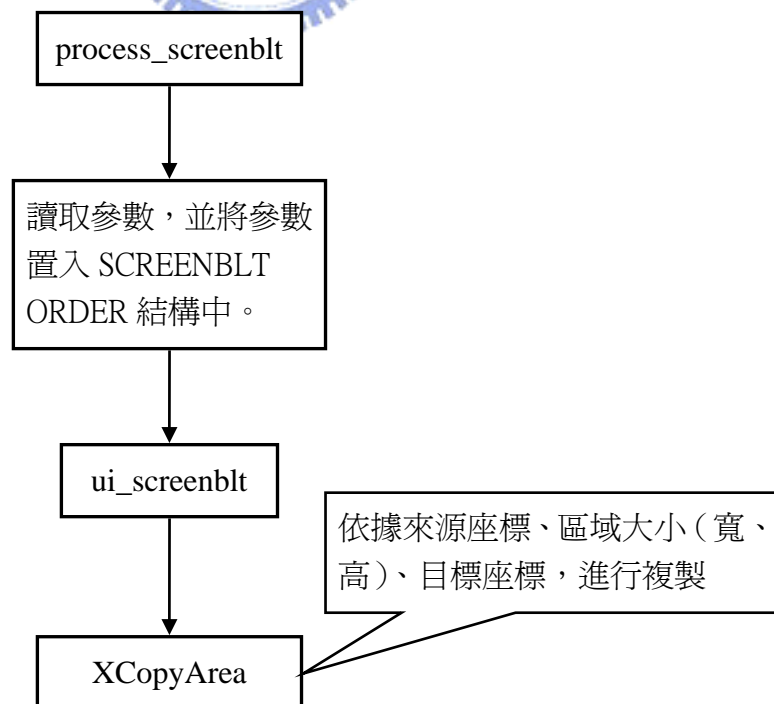 process_screenblt
讀取參數，並將參數
置入 SCREENBLT
ORDER 結構中。
ui_screenblt
依據來源座標、區域大小（寬、
高）、目標座標，進行複製
XCopyArea